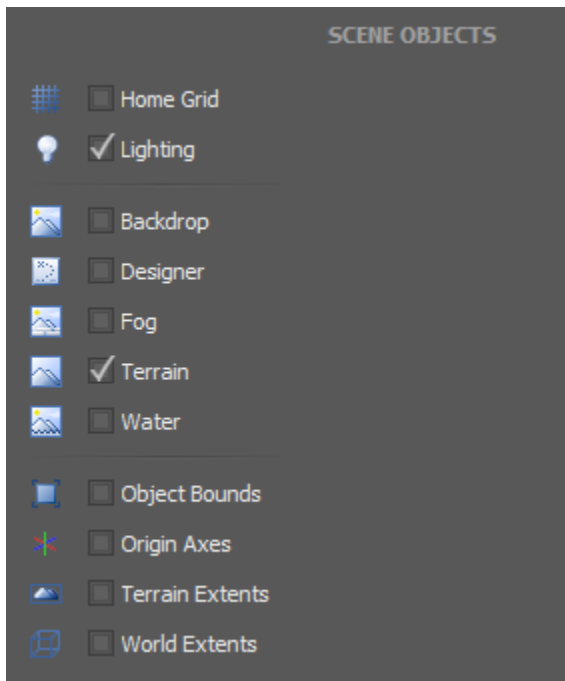 SCENE OBJECTS
Home Grid
Lighting
Backdrop
Designer
Fog
Terrain
Water
Object Bounds
Origin Axes
Terrain Extents
World Extents